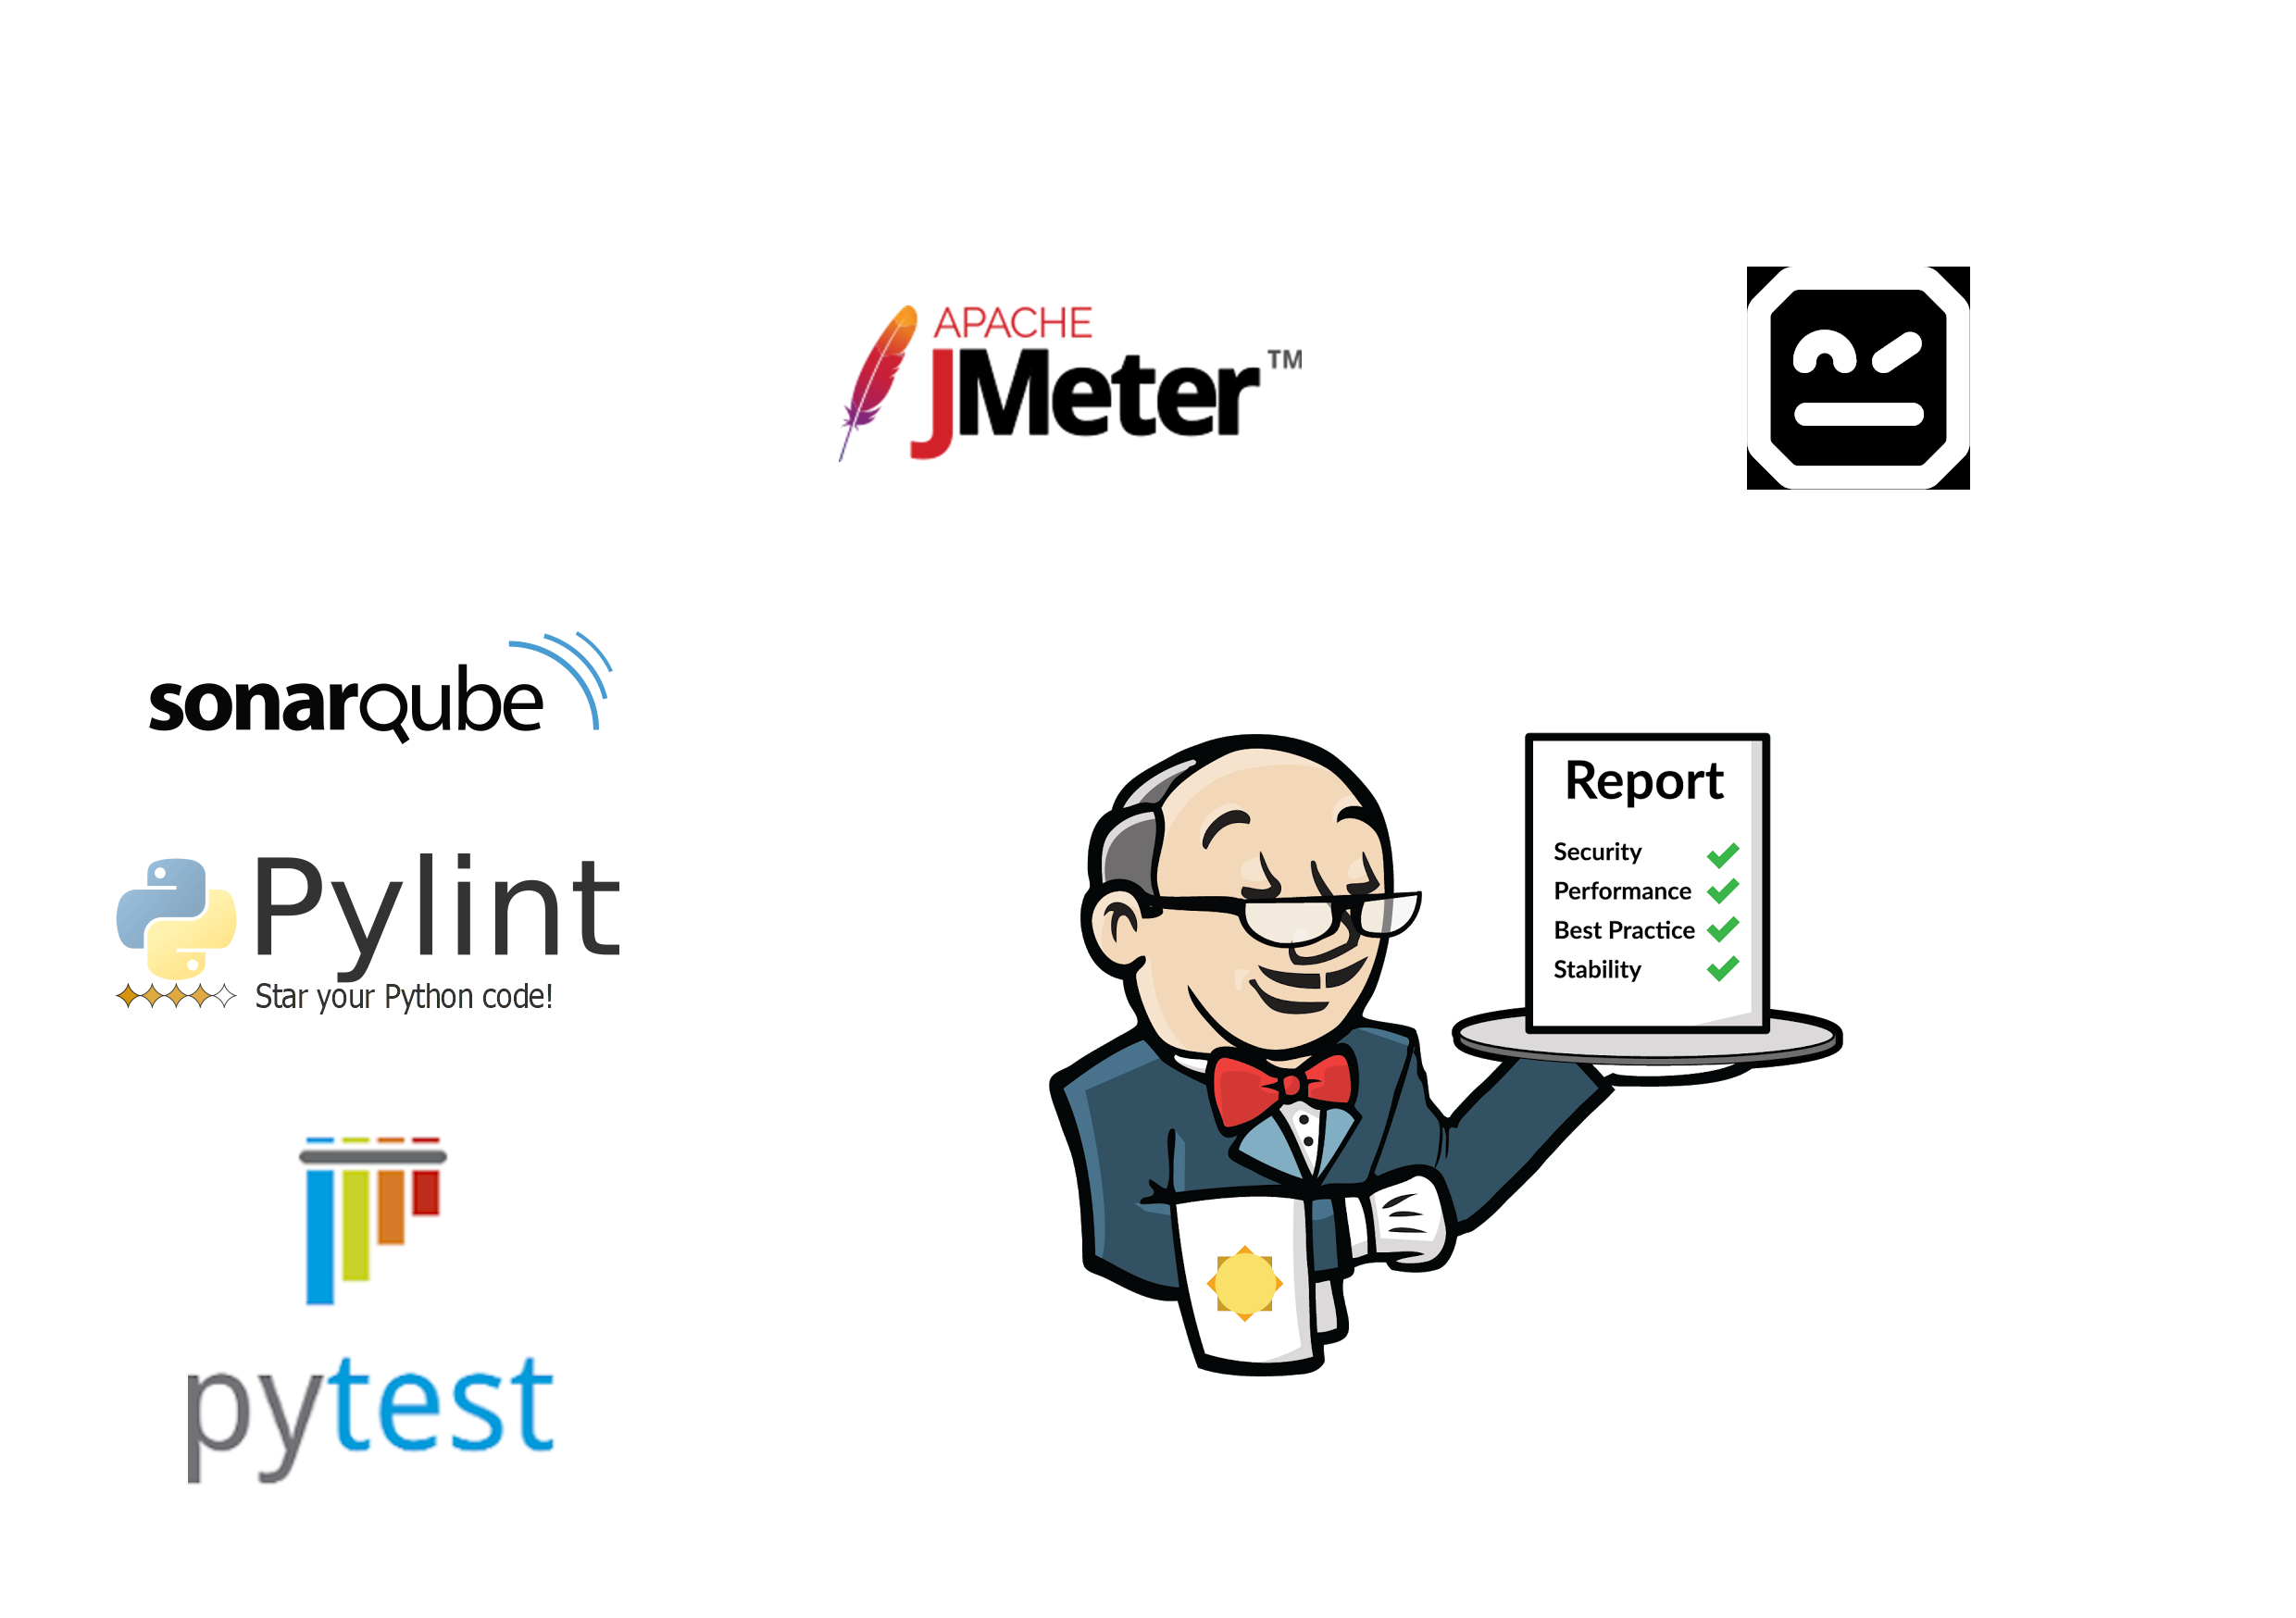 APACHE
JMeter™
sonarqube
Pylint
Star your Python code!
pytest
Report
Security
Performance
Best Practice
Stability